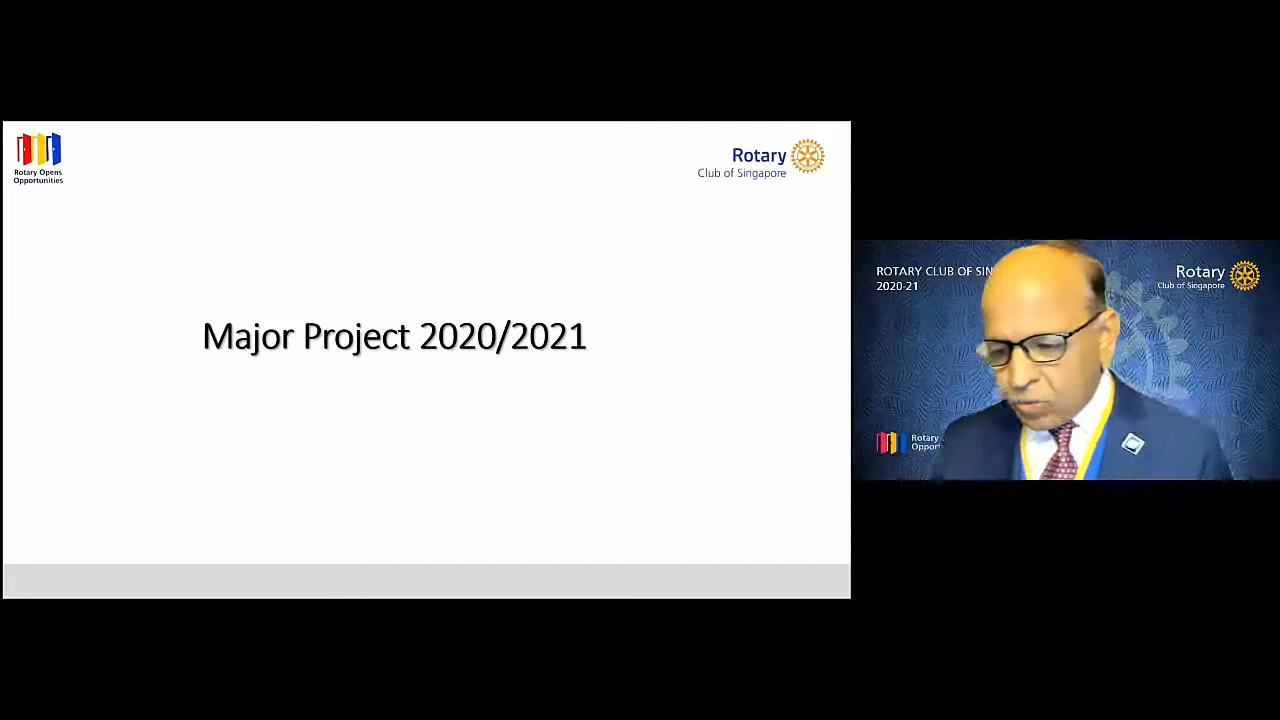 Rotary Opens
Opportunities
Rotary
Club of Singapore
Major Project 2020/2021
ROTARY CLUB OF SIN
2020-21
Rotary
Club of Singapore
Rotary
Oppor